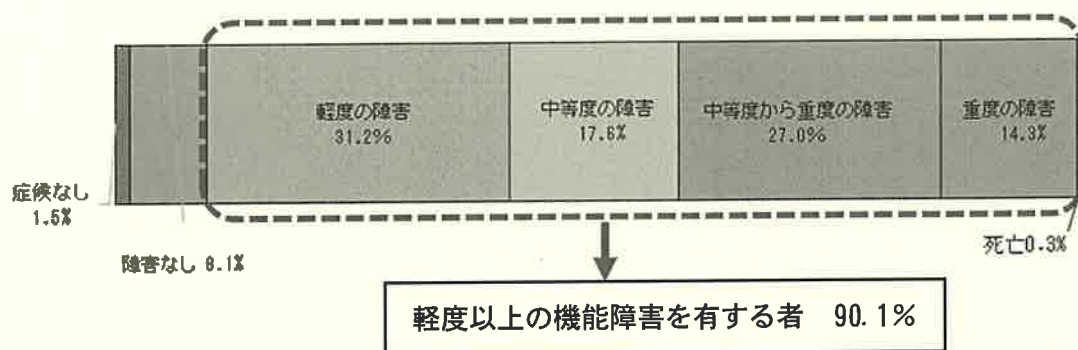 軽度の障害
31.2%
中等度の障害
17.6%
中等度から重度の障害
27.0%
重度の障害
14.3%
症候なし
1.5%
障害なし 8.1%
死亡0.3%
軽度以上の機能障害を有する者 90.1%